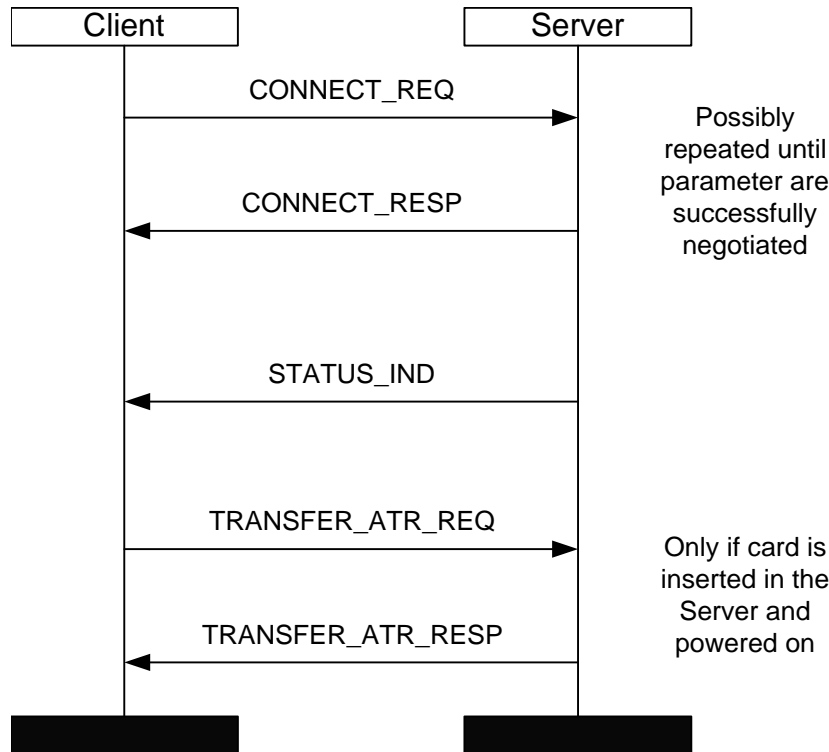 Client
Server
CONNECT_REQ
Possibly
repeated until
parameter are
successfully
negotiated
CONNECT_RESP
STATUS_IND
TRANSFER_ATR_REQ
Only if card is
inserted in the
Server and
powered on
TRANSFER_ATR_RESP